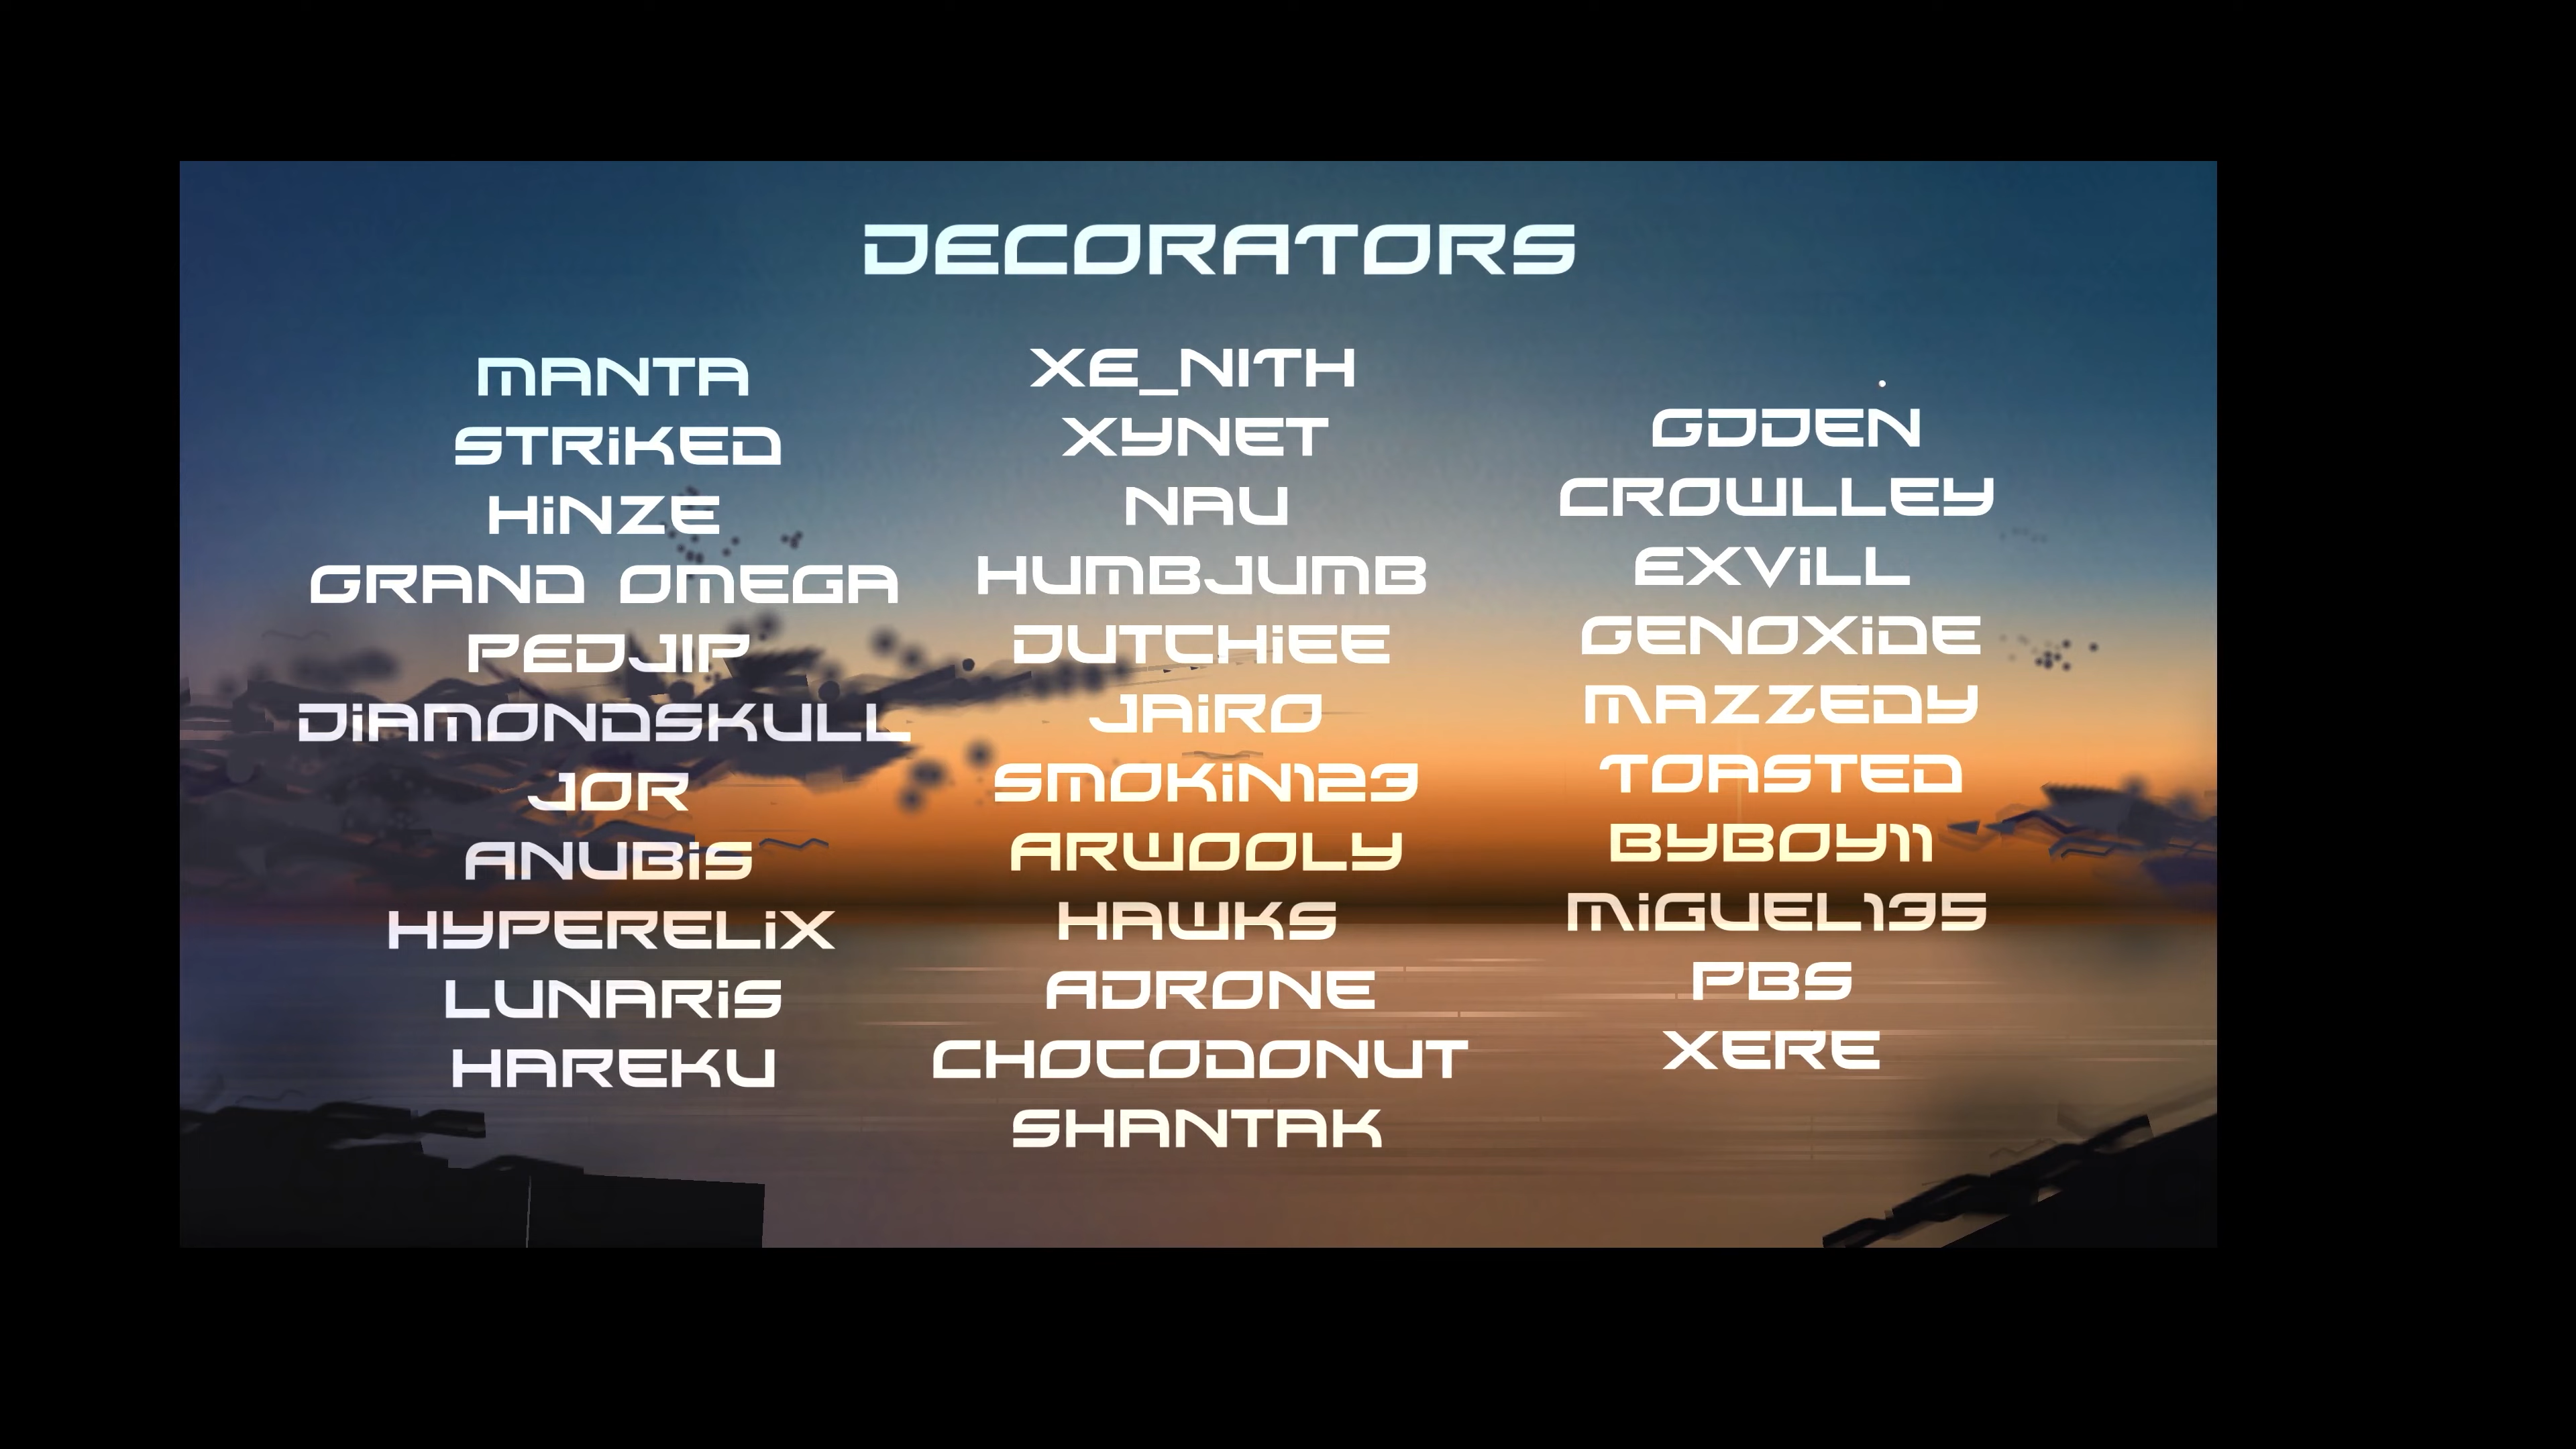 DECORATORS
MANTA
STRiKED
HiNZE
GRAND OMEGA
PEDJIP
DiAMONDSKULL
JOR
ANUBiS
HYPERELiX
LUNARiS
HAREKU
XE_NITH
XYNET
NAU
HUMBJUMB
DUTCHiEE
JAiRO
SMOKiN123
ARWOOLY
HAWKS
ADRONE
CHOCODONUT
SHANTAK
GDDEN
CROWLLEY
EXViLL
GENOXiDE
MAZZEDY
TOASTED
BYBOY11
MiGUEL135
PBS
XERE